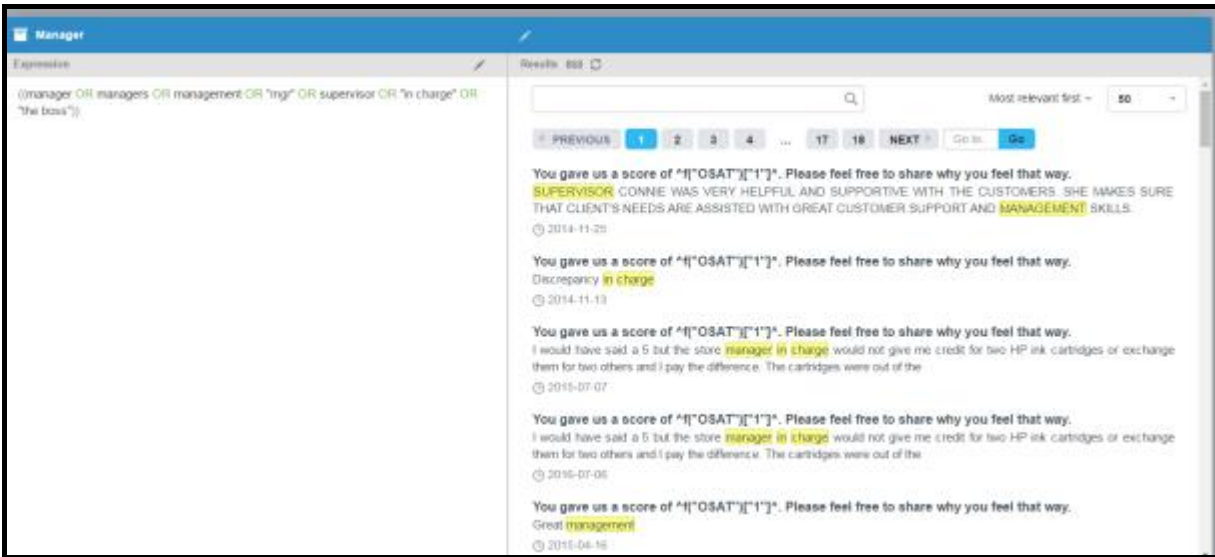 Manager
Expression
((manager OR managers OR management OR "mgr" OR supervisor OR "in charge" OR
"the boss"))
Results
Most relevant first
50
PREVIOUS 1 2 3 4 ... 17 18 NEXT Go to Go
You gave us a score of ^f("OSAT")["1"]^. Please feel free to share why you feel that way.
SUPERVISOR CONNIE WAS VERY HELPFUL AND SUPPORTIVE WITH THE CUSTOMERS. SHE MAKES SURE
THAT CLIENT'S NEEDS ARE ASSISTED WITH GREAT CUSTOMER SUPPORT AND MANAGEMENT SKILLS.
2014-11-25
You gave us a score of ^f("OSAT")["1"]^. Please feel free to share why you feel that way.
Discrepancy in charge
2014-11-13
You gave us a score of ^f("OSAT")["1"]^. Please feel free to share why you feel that way.
I would have said a 5 but the store manager in charge would not give me credit for two HP ink cartridges or exchange
them for two others and I pay the difference. The cartridges were out of the
2015-07-07
You gave us a score of ^f("OSAT")["1"]^. Please feel free to share why you feel that way.
I would have said a 5 but the store manager in charge would not give me credit for two HP ink cartridges or exchange
them for two others and I pay the difference. The cartridges were out of the
You gave us a score of ^f("OSAT")["1"]^. Please feel free to share why you feel that way.
Great management
2015-04-16